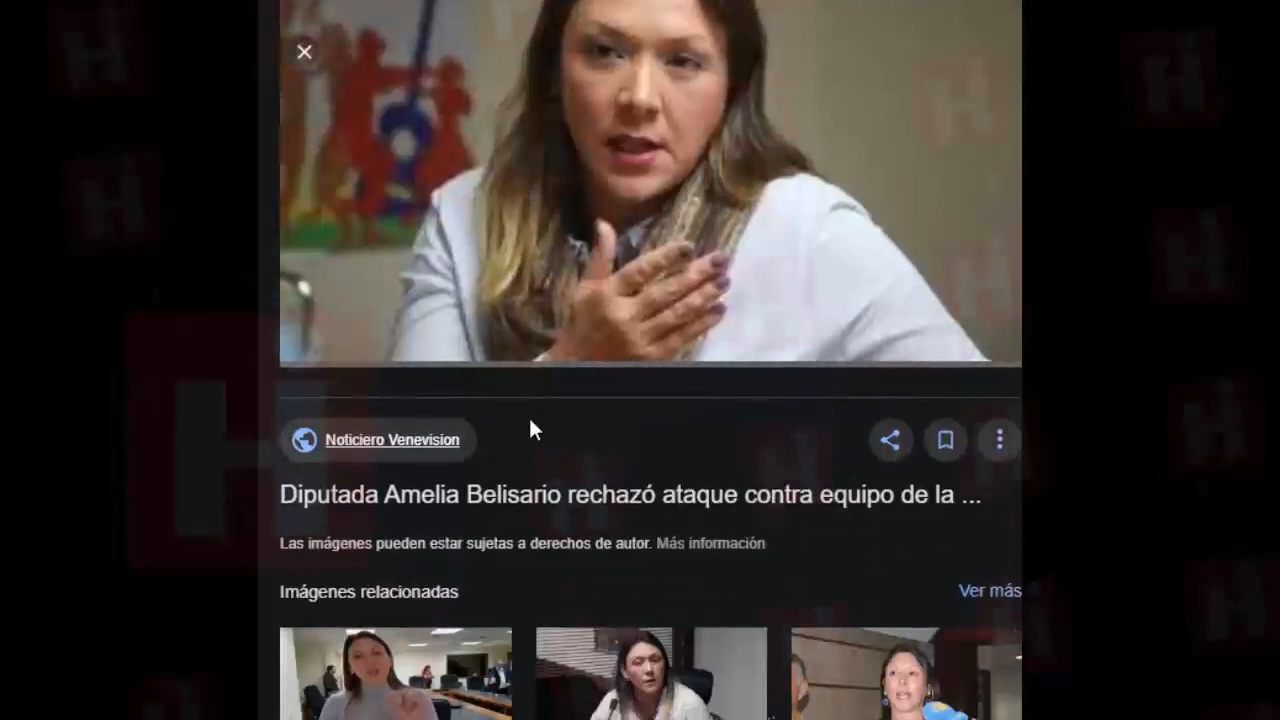 Noticiero Venevision
Diputada Amelia Belisario rechazó ataque contra equipo de la ...
Las imágenes pueden estar sujetas a derechos de autor. Más información
Imágenes relacionadas
Ver más